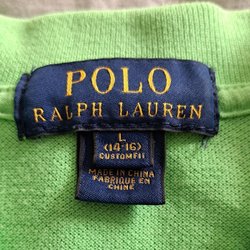 POLO
RALPH LAUREN
L
(14-16)
CUSTOM FIT
MADE IN CHINA
FABRIQUÉ EN
CHINE